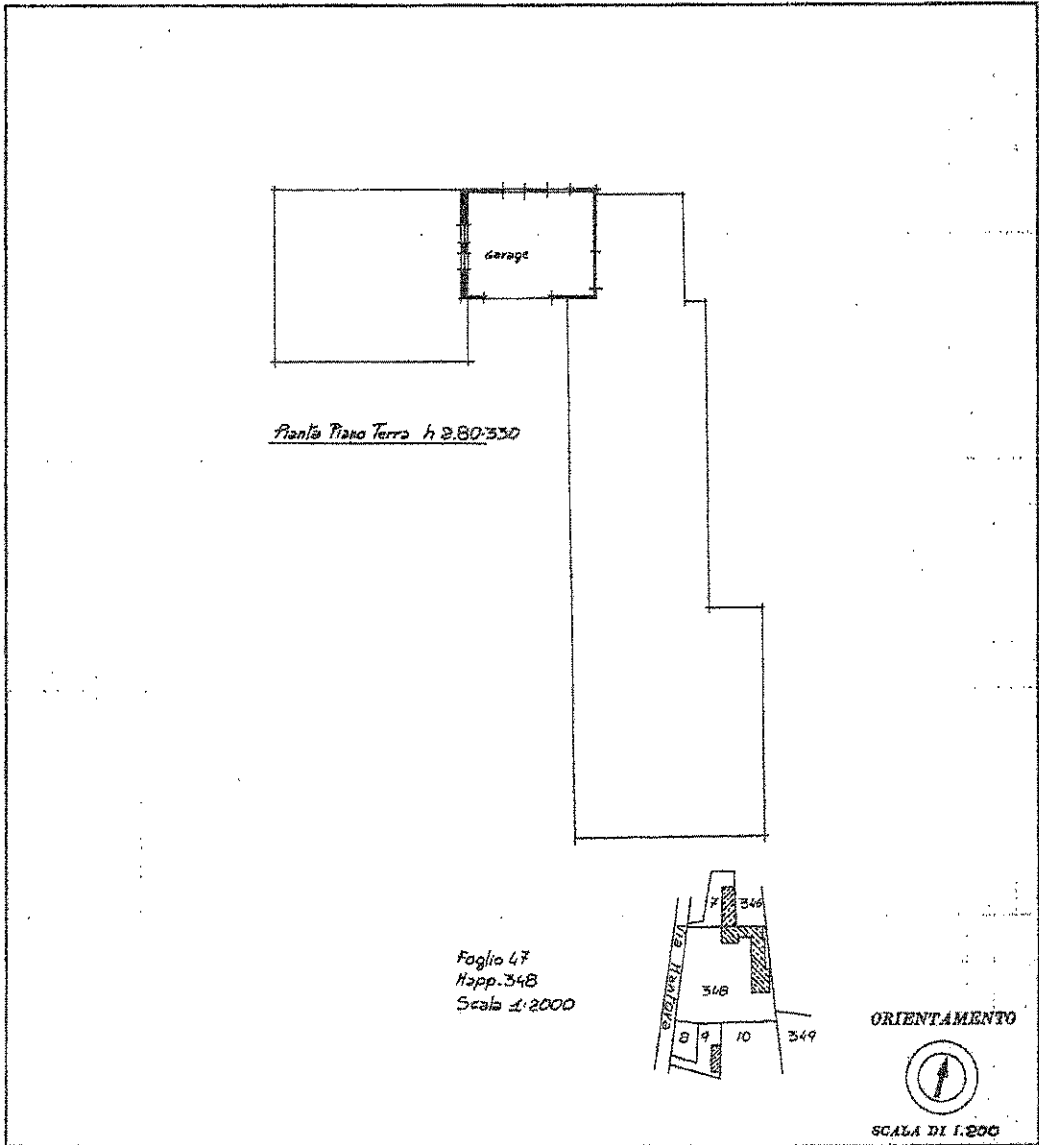 Garage
Pianta Piano Terra h 2.80-3.30
7 346
Via Mantova
348
Foglio 47
Mapp. 348
Scala 1:2000
8 9 10 349
ORIENTAMENTO
SCALA DI 1:200